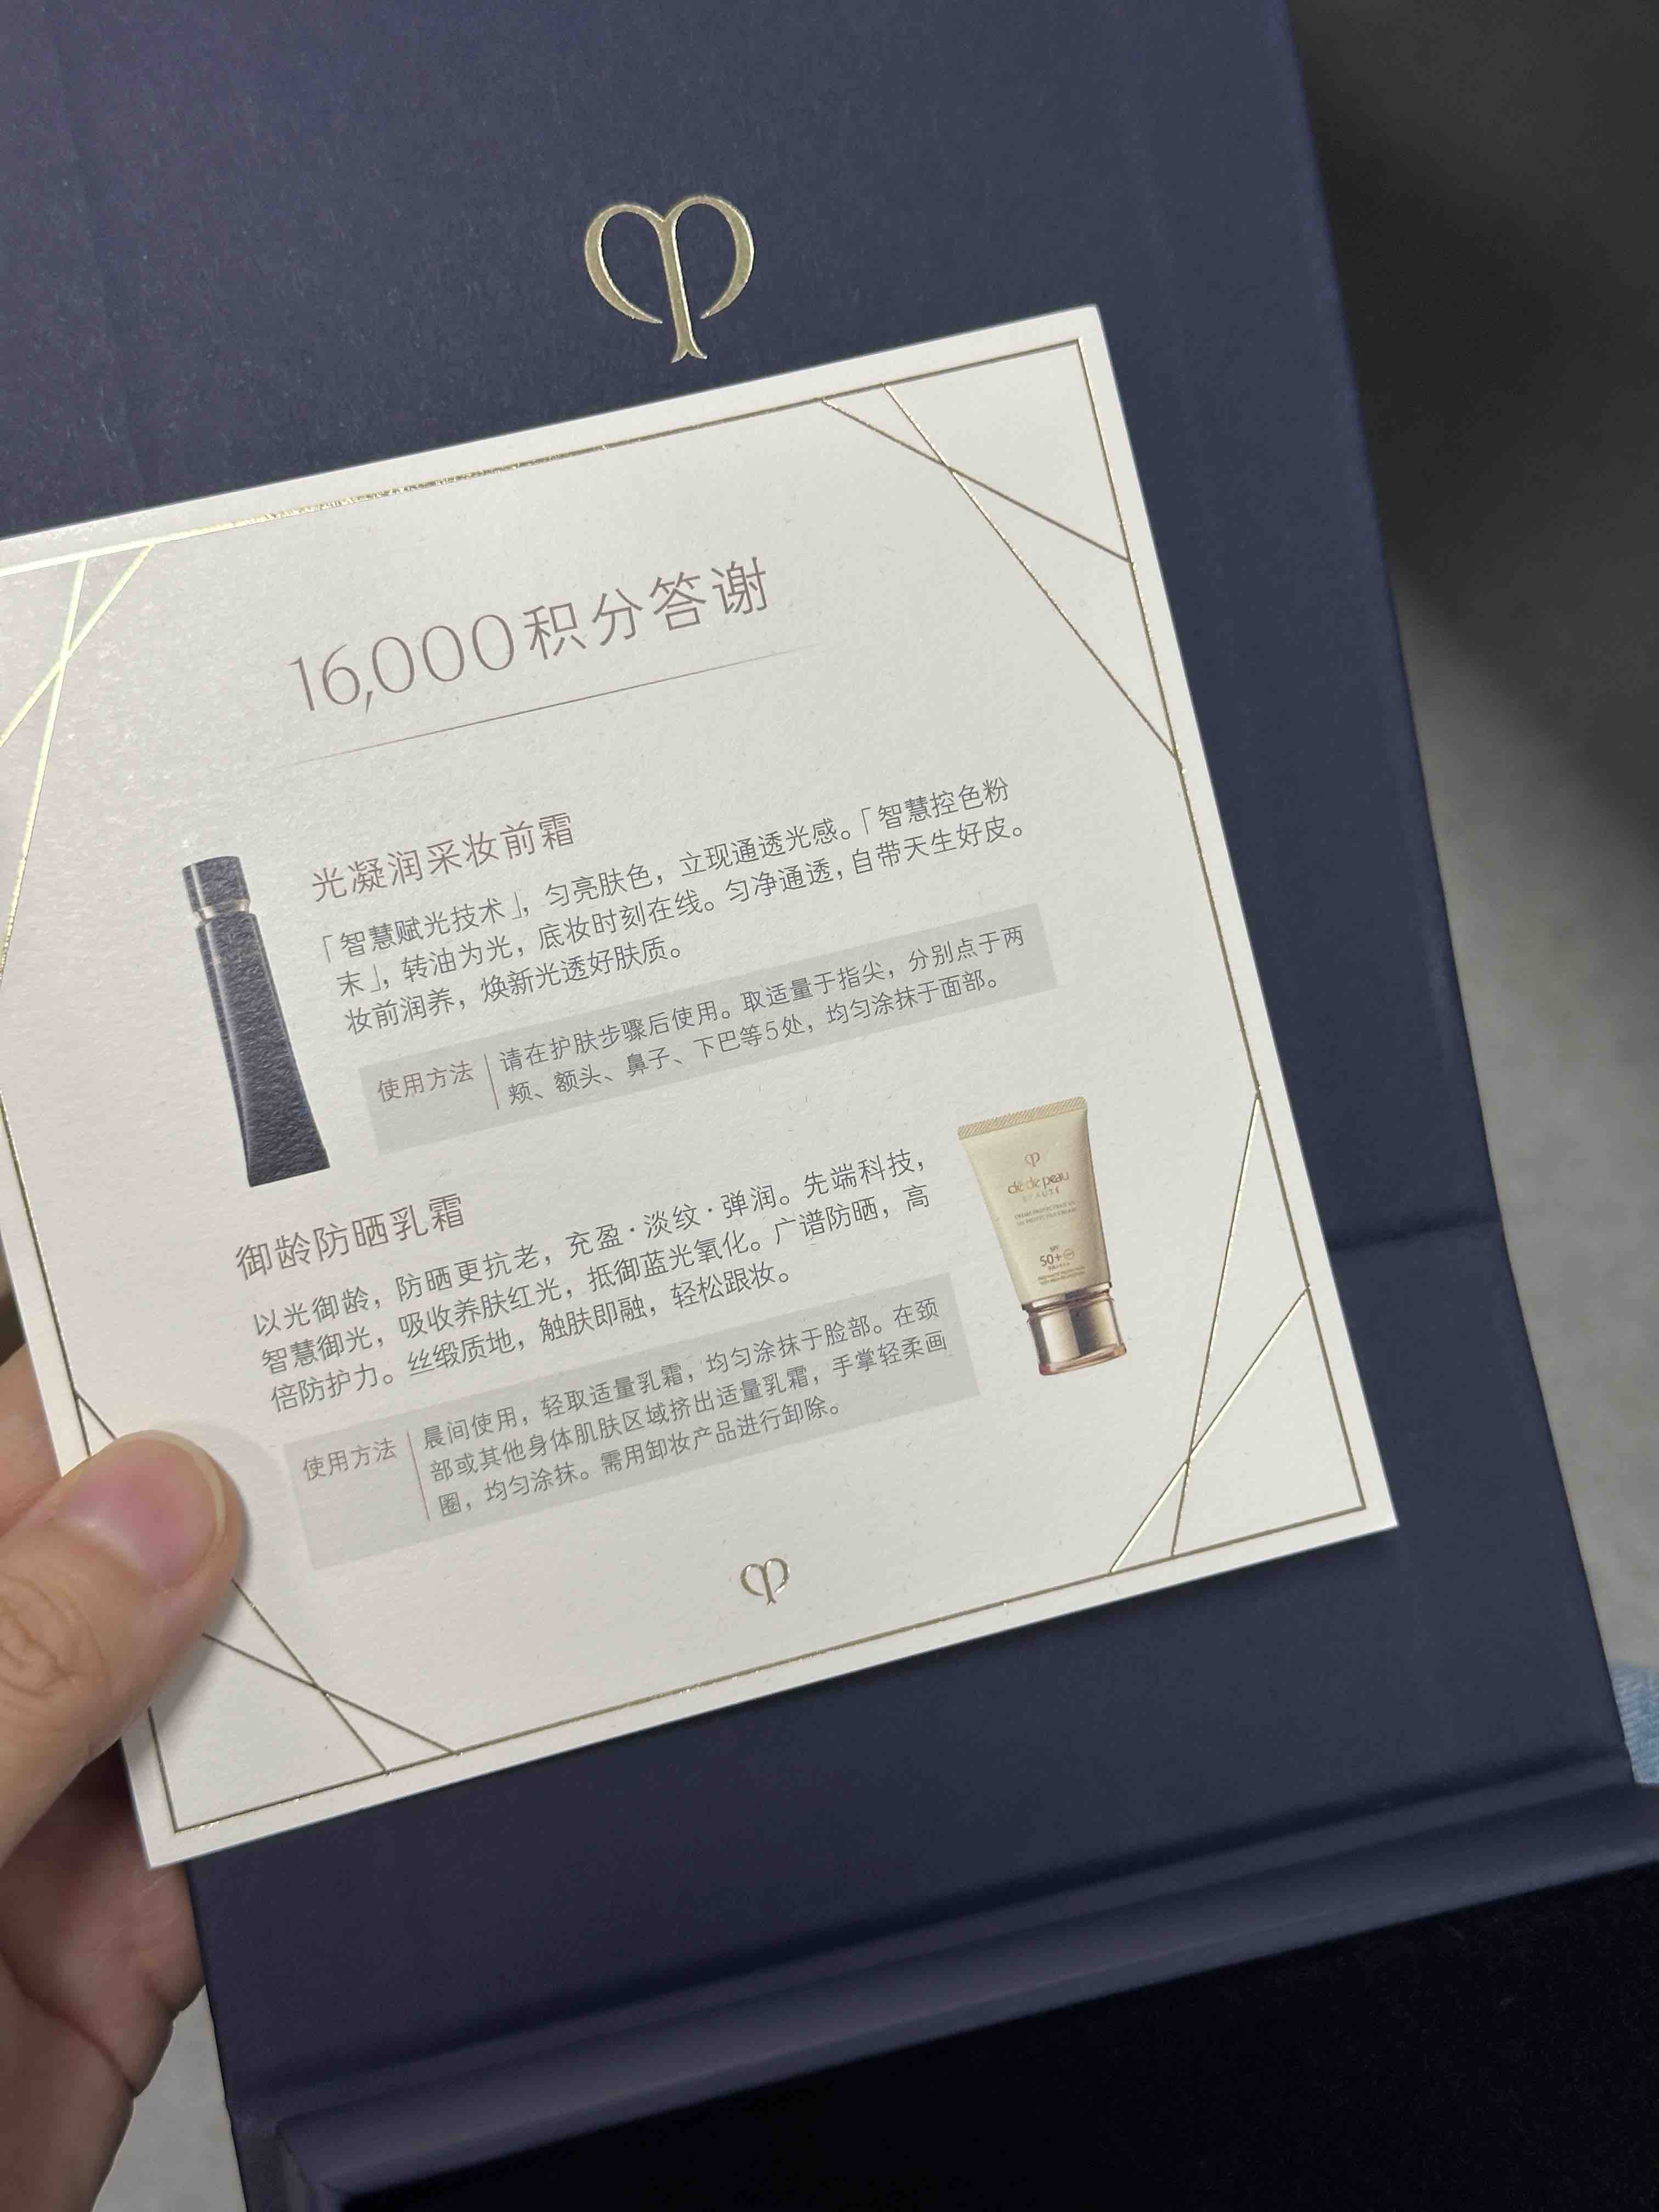 16,000积分答谢
光凝润采妆前霜
「智慧赋光技术」，匀亮肤色，立现通透光感。「智慧控色粉
末」，转油为光，底妆时刻在线。匀净通透，自带天生好皮。
妆前润养，焕新光透好肤质。
使用方法
请在护肤步骤后使用。取适量于指尖，分别点于两
颊、额头、鼻子、下巴等5处，均匀涂抹于面部。
御龄防晒乳霜
以光御龄，防晒更抗老，充盈·淡纹·弹润。先端科技，
智慧御光，吸收养肤红光，抵御蓝光氧化。广谱防晒，高
倍防护力。丝缎质地，触肤即融，轻松跟妆。
使用方法
晨间使用，轻取适量乳霜，均匀涂抹于脸部。在颈
部或其他身体肌肤区域挤出适量乳霜，手掌轻柔画
圈，均匀涂抹。需用卸妆产品进行卸除。
clé de peau
BEAUTÉ
SPF
50+